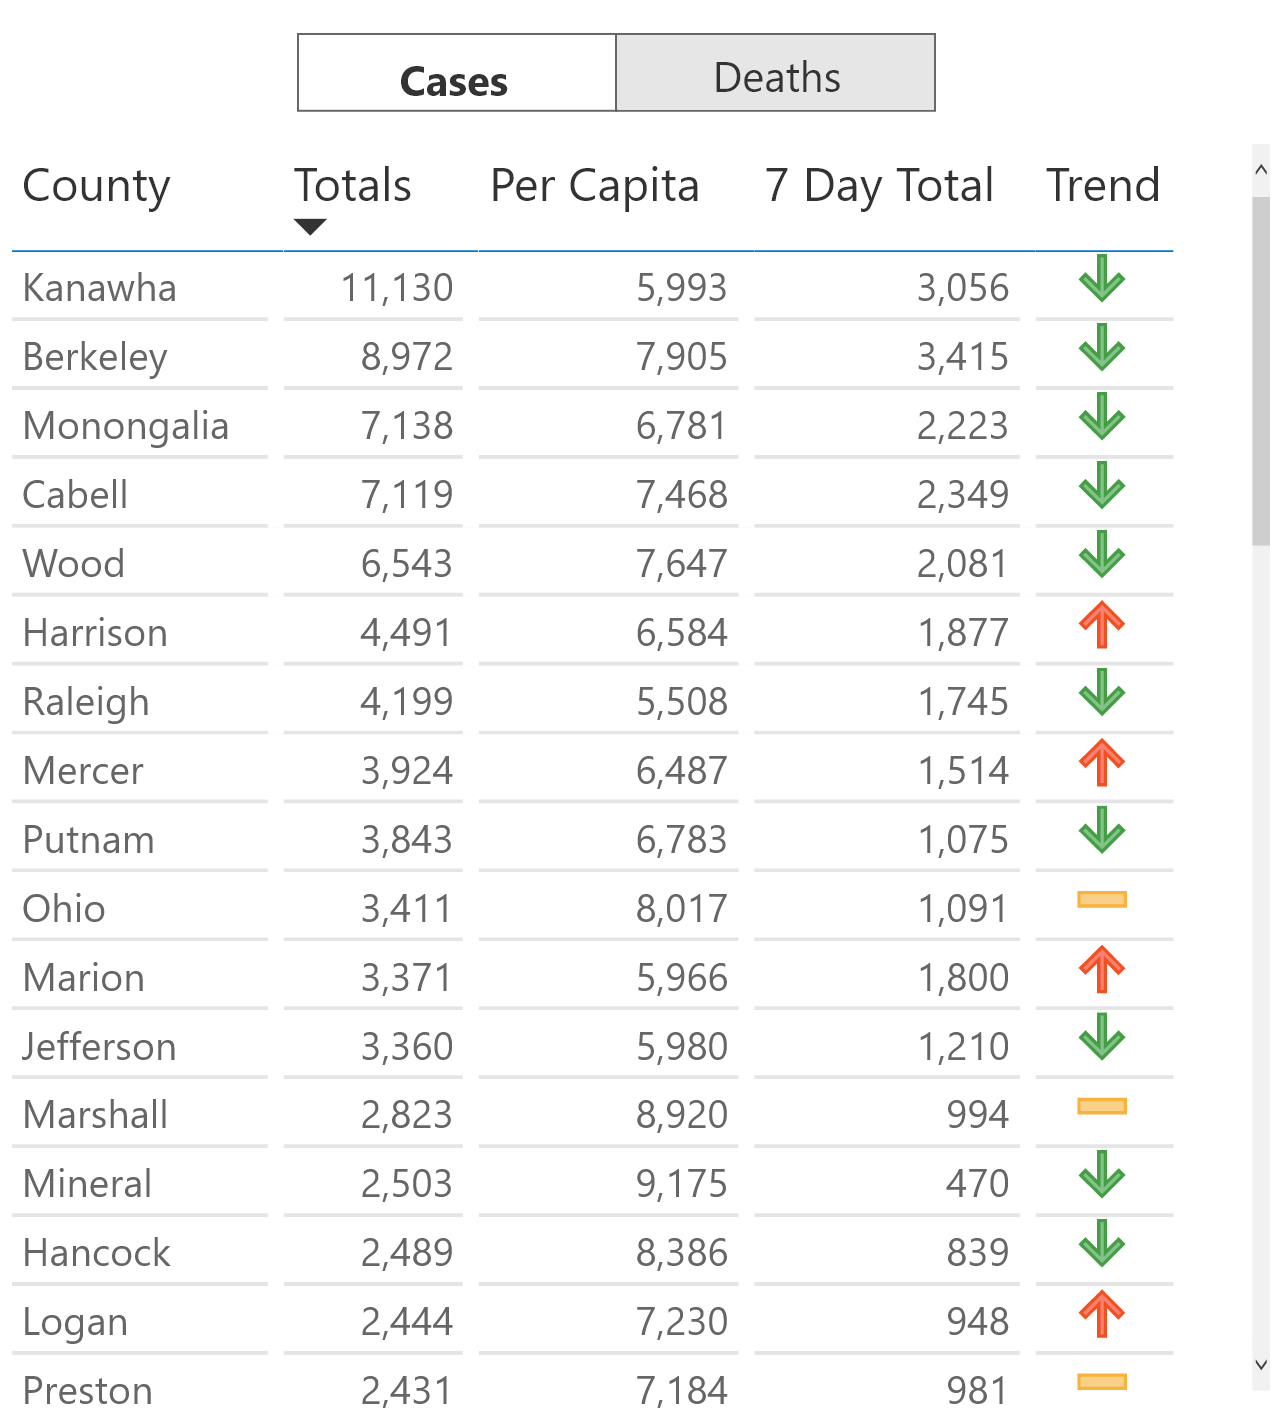 Cases Deaths
County Totals Per Capita 7 Day Total Trend
Kanawha 11,130 5,993 3,056
Berkeley 8,972 7,905 3,415
Monongalia 7,138 6,781 2,223
Cabell 7,119 7,468 2,349
Wood 6,543 7,647 2,081
Harrison 4,491 6,584 1,877
Raleigh 4,199 5,508 1,745
Mercer 3,924 6,487 1,514
Putnam 3,843 6,783 1,075
Ohio 3,411 8,017 1,091
Marion 3,371 5,966 1,800
Jefferson 3,360 5,980 1,210
Marshall 2,823 8,920 994
Mineral 2,503 9,175 470
Hancock 2,489 8,386 839
Logan 2,444 7,230 948
Preston 2,431 7,184 981